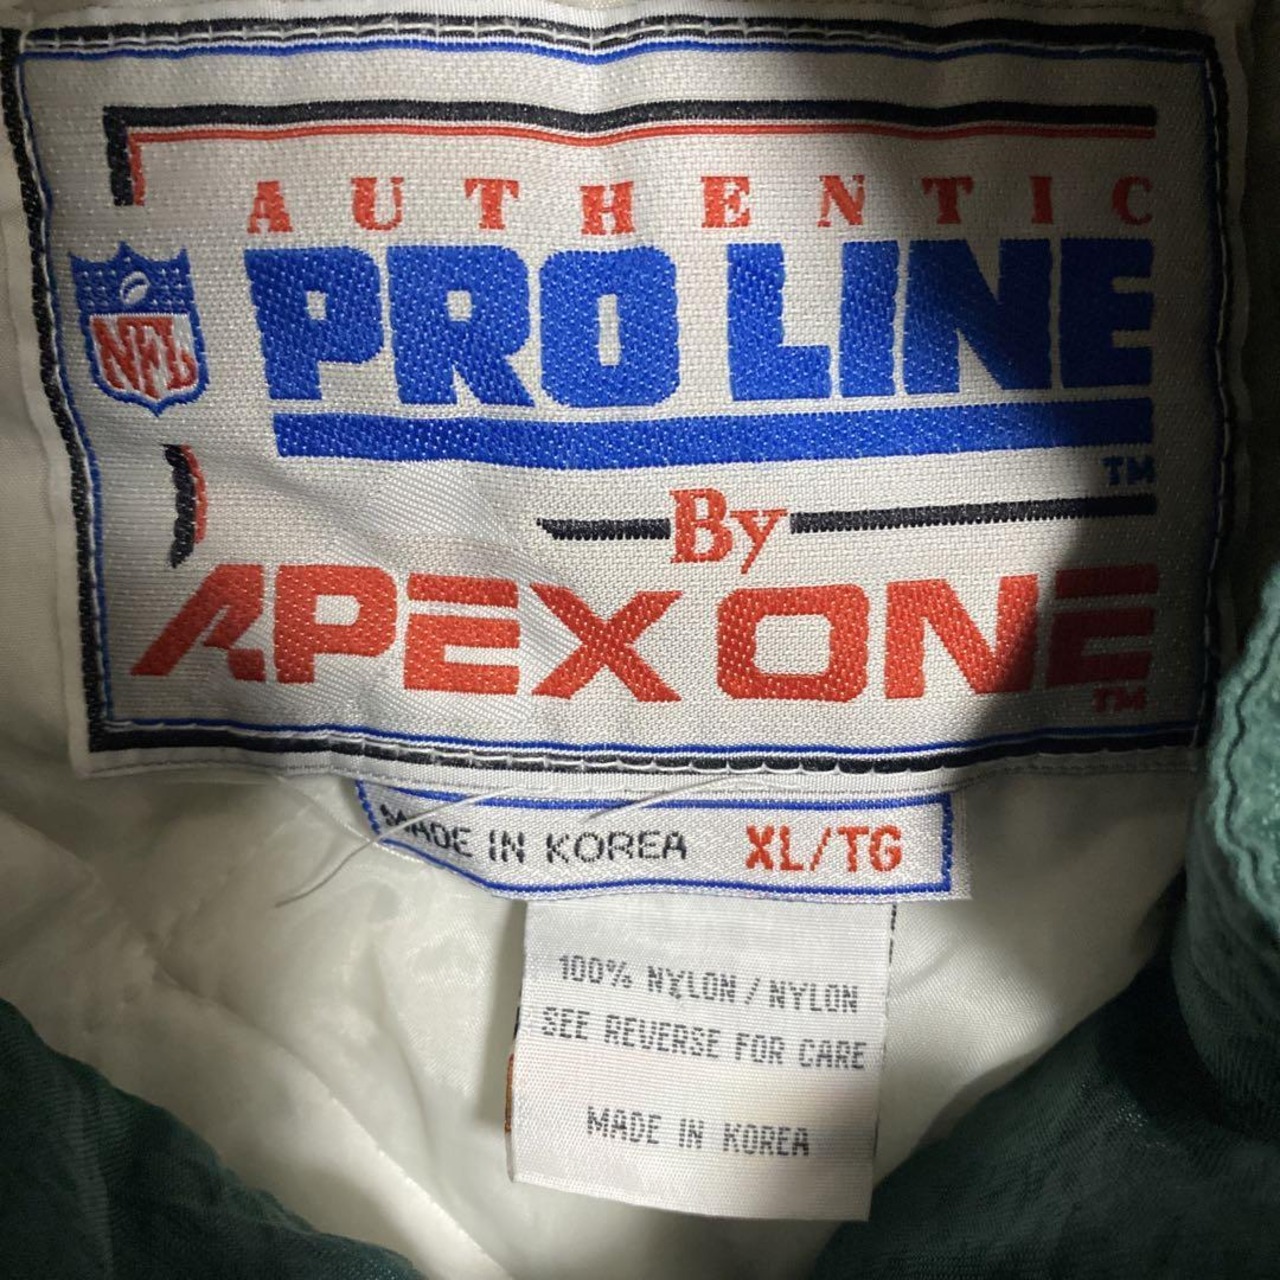 AUTHENTIC
NFL
PRO LINE
TM
By
APEX ONE
TM
MADE IN KOREA XL/TG
100% NYLON / NYLON
SEE REVERSE FOR CARE
MADE IN KOREA